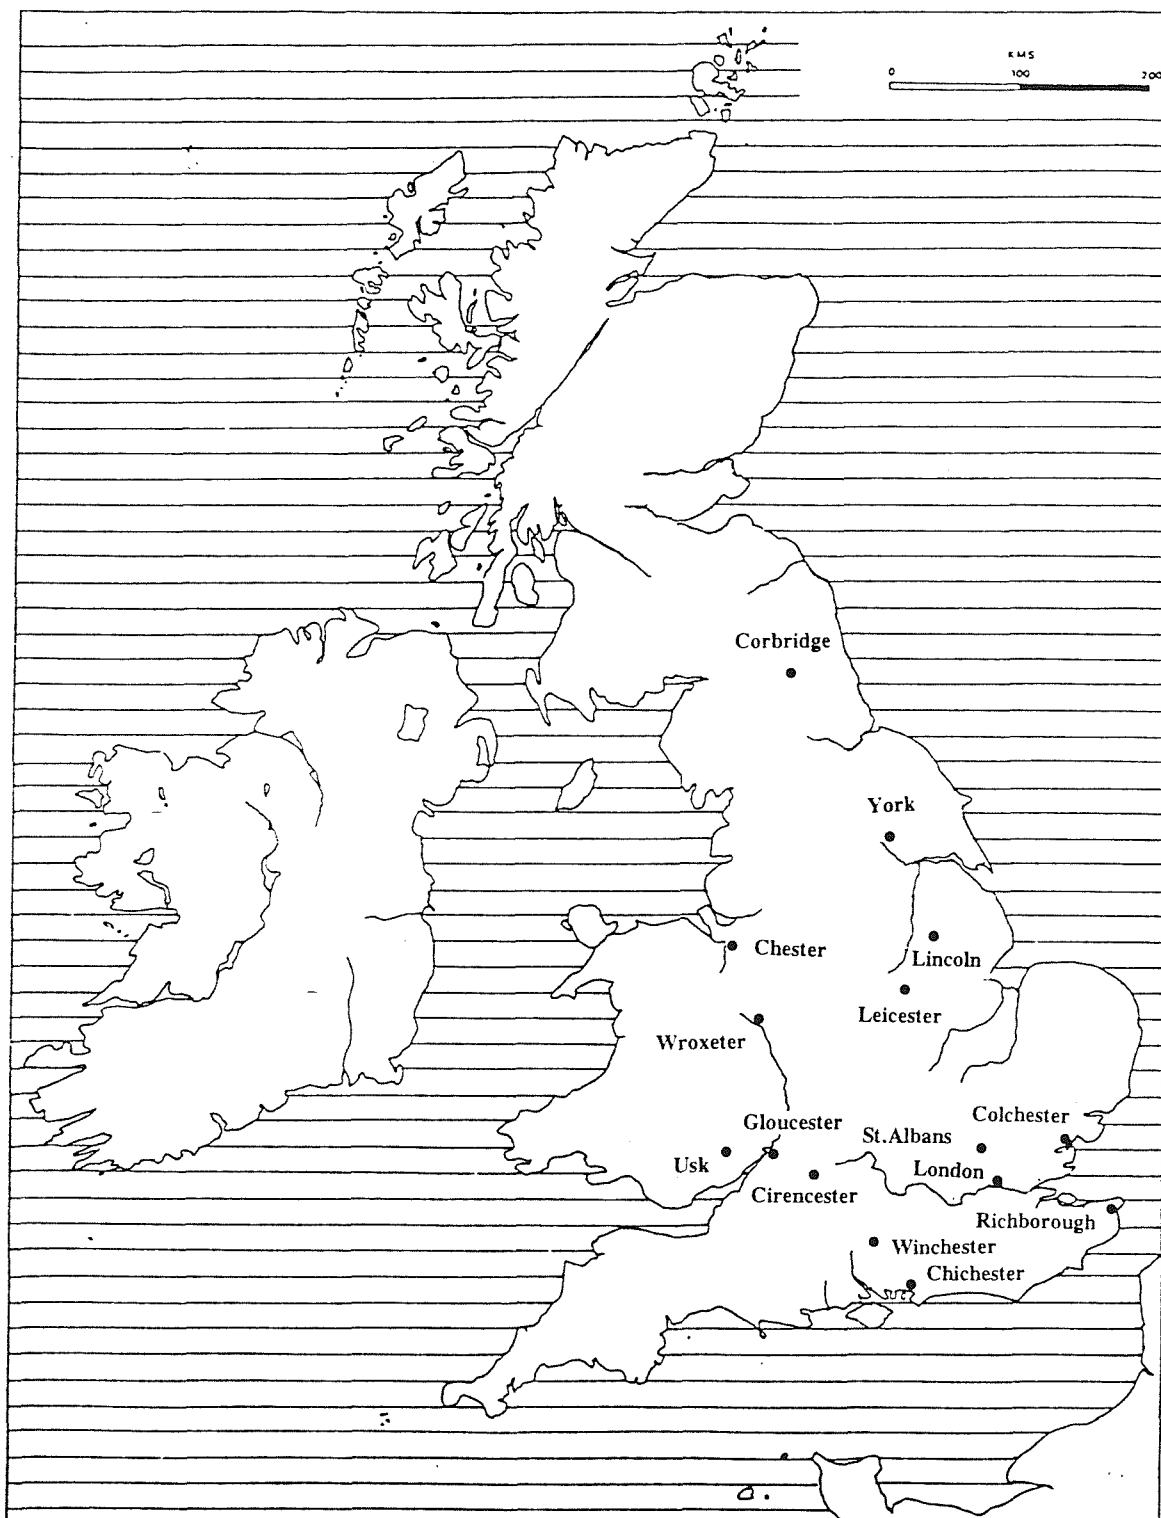 KMS
0 100 200
Corbridge
York
Chester
Lincoln
Leicester
Wroxeter
Colchester
Gloucester
St.Albans
Usk
London
Cirencester
Richborough
Winchester
Chichester